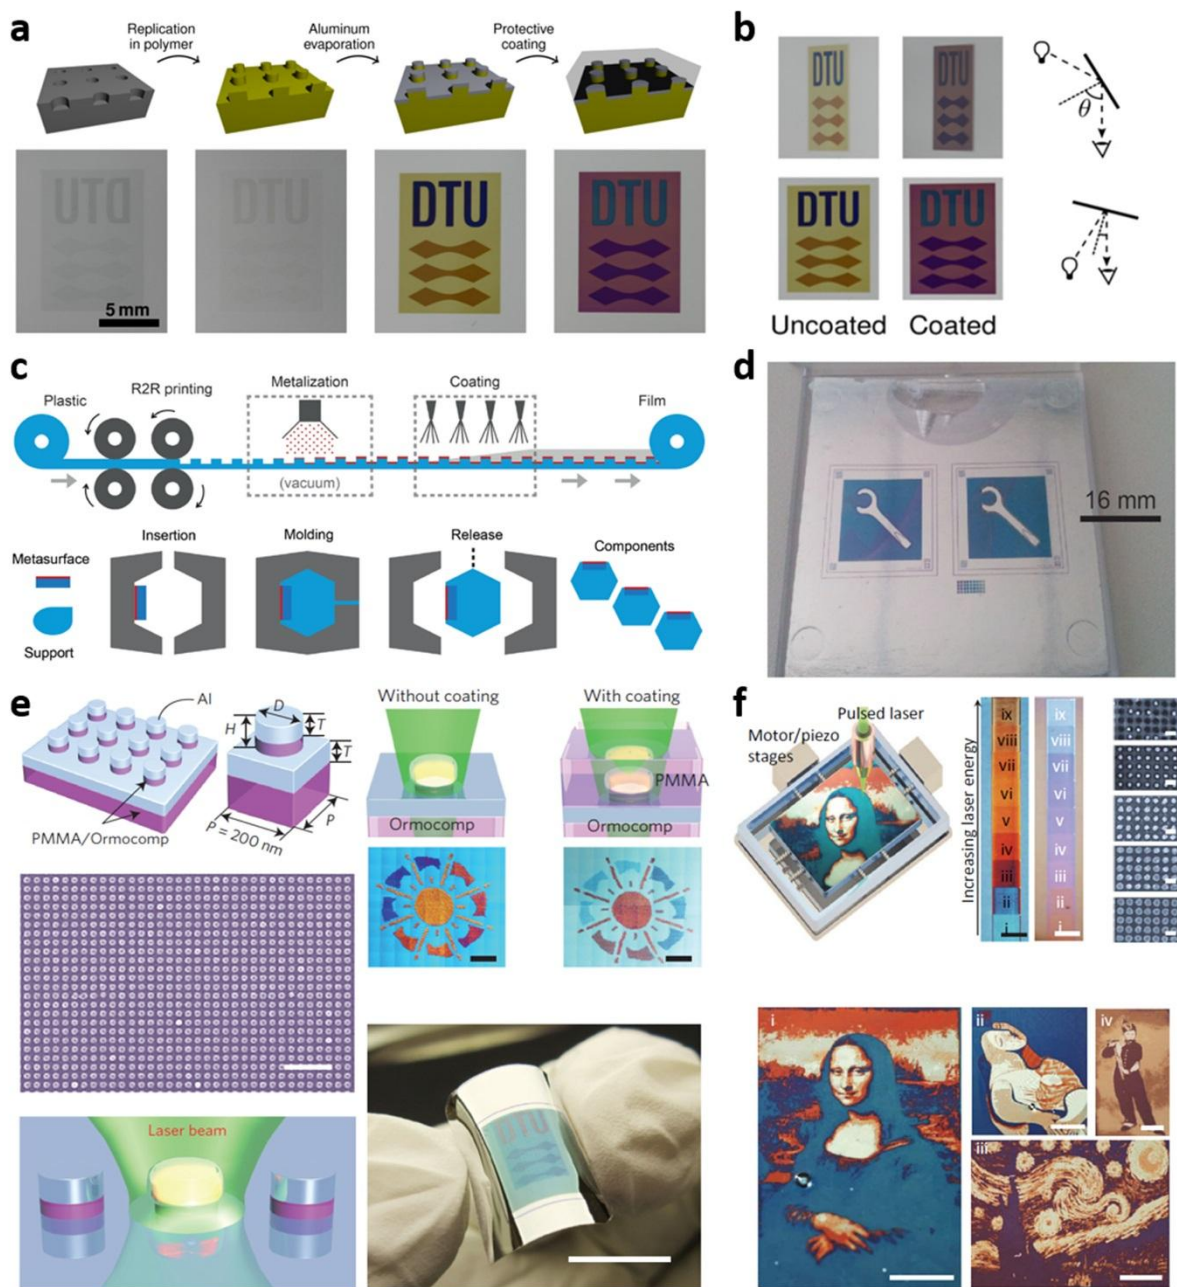 a
Replication
in polymer
Aluminum
evaporation
Protective
coating
DTU
DTU
DTU
DTU
5 mm
b
DTU
DTU
θ
DTU
DTU
Uncoated
Coated
c
Plastic
R2R printing
Metalization
(vacuum)
Coating
Film
Metasurface
Support
Insertion
Molding
Release
Components
d
16 mm
e
Al
D
H
T
T
P
P = 200 nm
PMMA/Ormocomp
Without coating
Ormocomp
With coating
PMMA
Ormocomp
Laser beam
DTU
f
Pulsed laser
Motor/piezo
stages
Increasing laser energy
ix
viii
vii
vi
v
iv
iii
ii
i
ix
viii
vii
vi
v
iv
iii
ii
i
i
ii
iv
iii